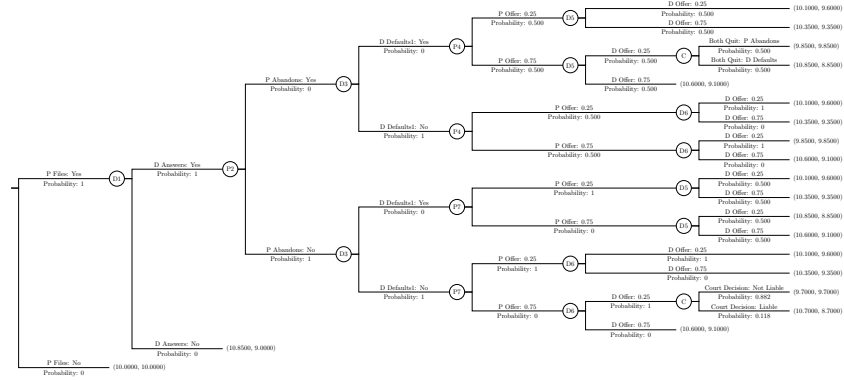 D Offer: 0.25
Probability: 0.500
(10.1000, 9.6000)
P Offer: 0.25
Probability: 0.500
D5
D Offer: 0.75
Probability: 0.500
(10.3500, 9.3500)
D Defaults1: Yes
Probability: 0
P4
Both Quit: P Abandons
Probability: 0.500
(9.8500, 9.8500)
D Offer: 0.25
Probability: 0.500
C
P Offer: 0.75
Probability: 0.500
D5
Both Quit: D Defaults
Probability: 0.500
(10.8500, 8.8500)
D Offer: 0.75
Probability: 0.500
(10.6000, 9.1000)
P Abandons: Yes
Probability: 0
D3
D Offer: 0.25
Probability: 1
(10.1000, 9.6000)
P Offer: 0.25
Probability: 0.500
D6
D Offer: 0.75
Probability: 0
(10.3500, 9.3500)
D Defaults1: No
Probability: 1
P4
D Offer: 0.25
Probability: 1
(9.8500, 9.8500)
P Offer: 0.75
Probability: 0.500
D6
D Offer: 0.75
Probability: 0
(10.6000, 9.1000)
P Files: Yes
Probability: 1
D1
D Answers: Yes
Probability: 1
P2
D Offer: 0.25
Probability: 0.500
(10.1000, 9.6000)
P Offer: 0.25
Probability: 1
D5
D Offer: 0.75
Probability: 0.500
(10.3500, 9.3500)
D Defaults1: Yes
Probability: 0
P7
D Offer: 0.25
Probability: 0.500
(10.8500, 8.8500)
P Offer: 0.75
Probability: 0
D5
D Offer: 0.75
Probability: 0.500
(10.6000, 9.1000)
P Abandons: No
Probability: 1
D3
D Offer: 0.25
Probability: 1
(10.1000, 9.6000)
P Offer: 0.25
Probability: 1
D6
D Offer: 0.75
Probability: 0
(10.3500, 9.3500)
D Defaults1: No
Probability: 1
P7
Court Decision: Not Liable
Probability: 0.882
(9.7000, 9.7000)
D Offer: 0.25
Probability: 1
C
P Offer: 0.75
Probability: 0
D6
Court Decision: Liable
Probability: 0.118
(10.7000, 8.7000)
D Offer: 0.75
Probability: 0
(10.6000, 9.1000)
D Answers: No
Probability: 0
(10.8500, 9.0000)
P Files: No
Probability: 0
(10.0000, 10.0000)